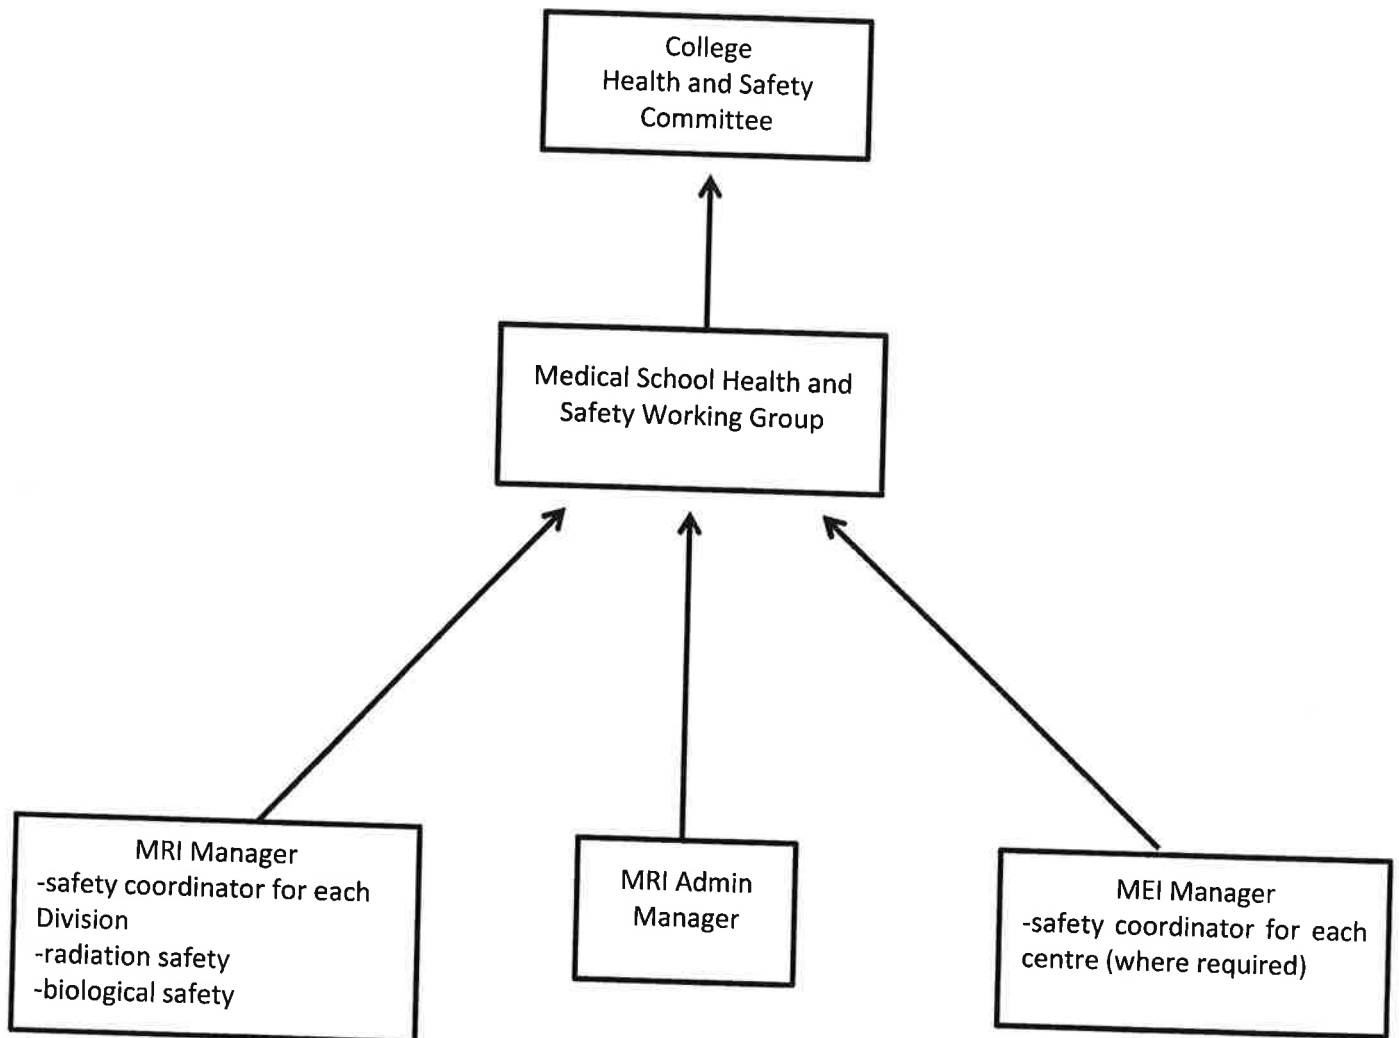 College
Health and Safety
Committee
Medical School Health and
Safety Working Group
MRI Manager
-safety coordinator for each
Division
-radiation safety
-biological safety
MRI Admin
Manager
MEI Manager
-safety coordinator for each
centre (where required)